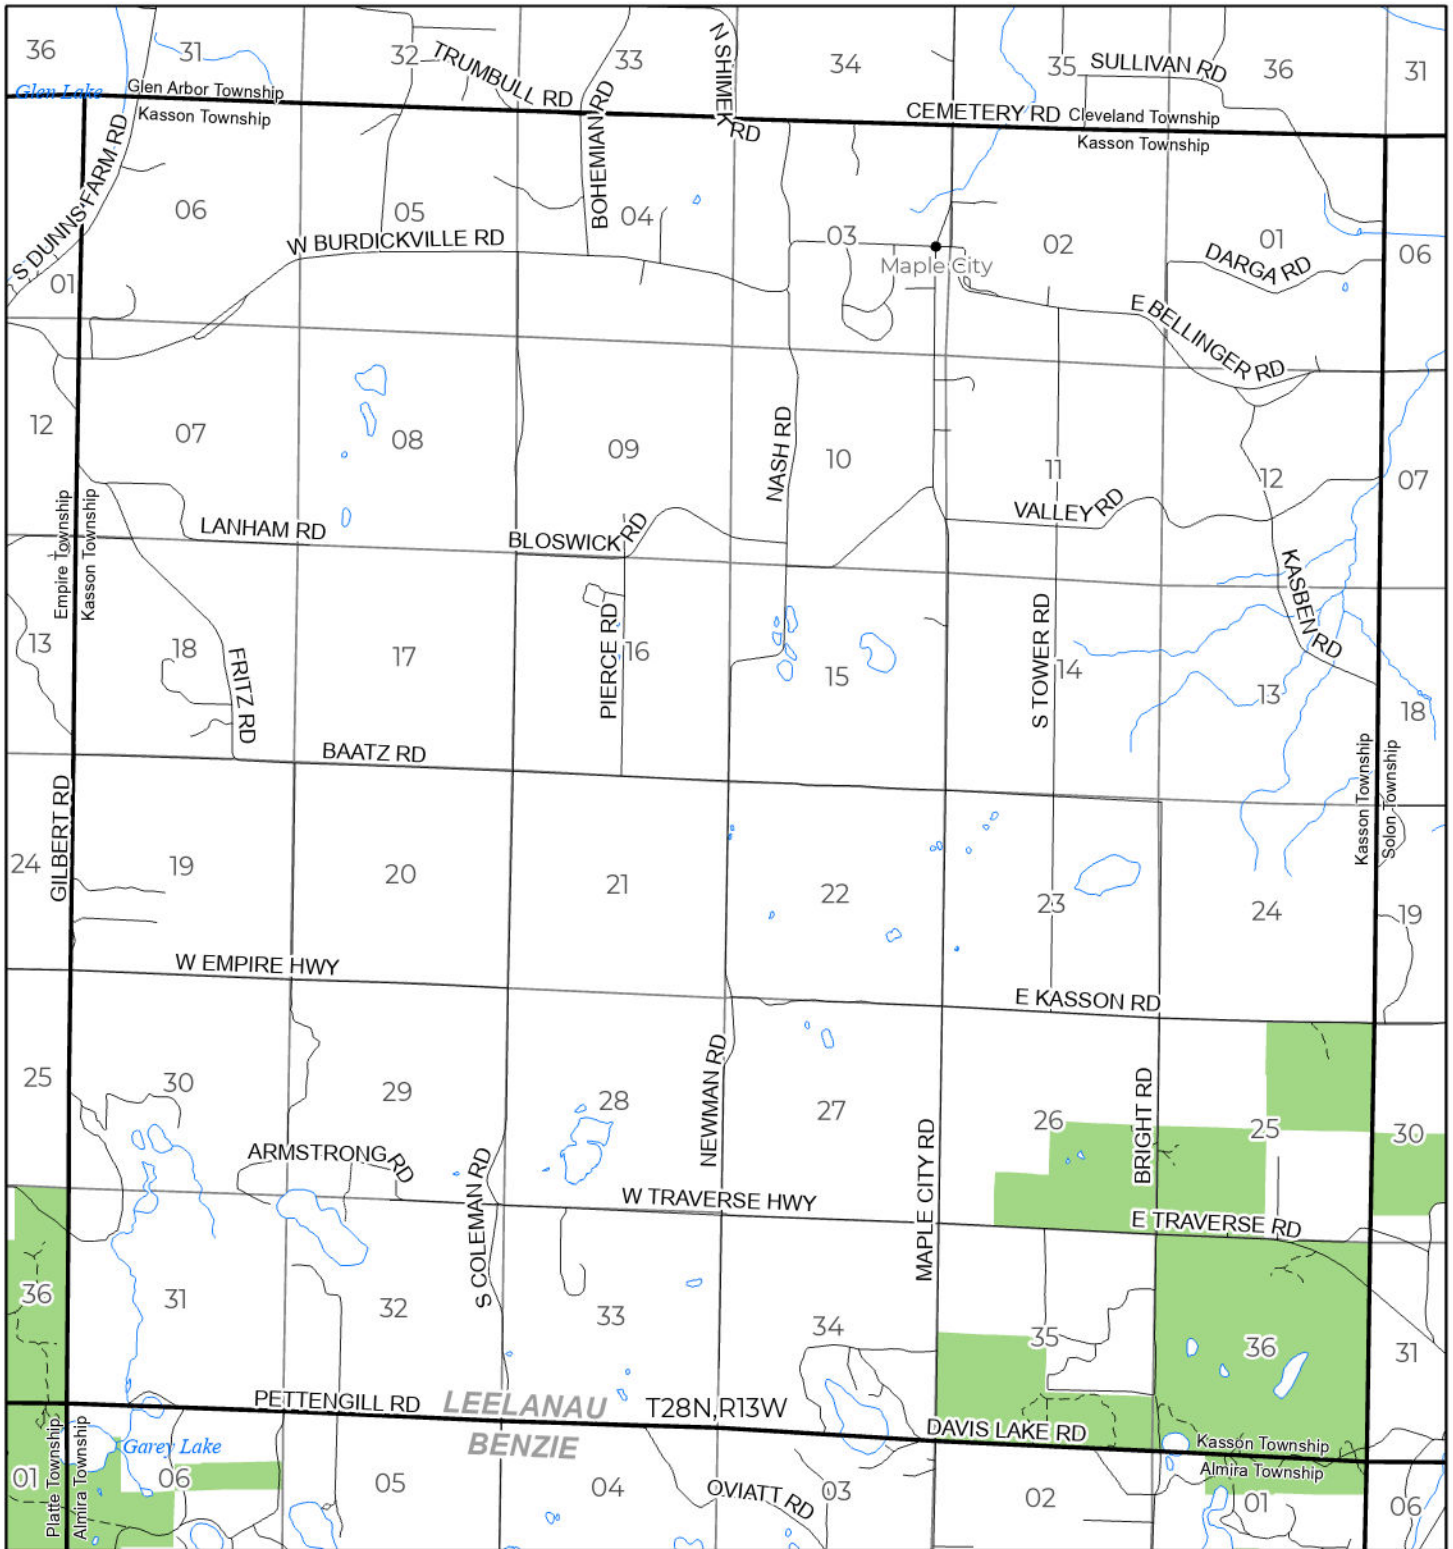 36
31
32
33
34
35
36
31
TRUMBULL RD
N SHIMEK RD
SULLIVAN RD
Glen Lake
Glen Arbor Township
Kasson Township
BOHEMIAN RD
CEMETERY RD
Cleveland Township
Kasson Township
S DUNNS FARM RD
06
05
04
03
02
01
06
01
W BURDICKVILLE RD
Maple City
DARGA RD
E BELLINGER RD
12
07
08
09
NASH RD
10
11
12
07
Empire Township
Kasson Township
LANHAM RD
BLOSWICK RD
VALLEY RD
KASBEN RD
13
18
FRITZ RD
17
PIERCE RD
16
15
S TOWER RD
14
13
18
BAATZ RD
Kasson Township
Solon Township
GILBERT RD
24
19
20
21
22
23
24
19
W EMPIRE HWY
E KASSON RD
25
30
29
28
NEWMAN RD
27
26
BRIGHT RD
25
30
ARMSTRONG RD
S COLEMAN RD
W TRAVERSE HWY
MAPLE CITY RD
E TRAVERSE RD
36
31
32
33
34
35
36
31
PETTENGILL RD
LEELANAU
T28N,R13W
BENZIE
DAVIS LAKE RD
Kasson Township
Almira Township
Platte Township
Almira Township
Garey Lake
01
06
05
04
OVIATT RD
03
02
01
06